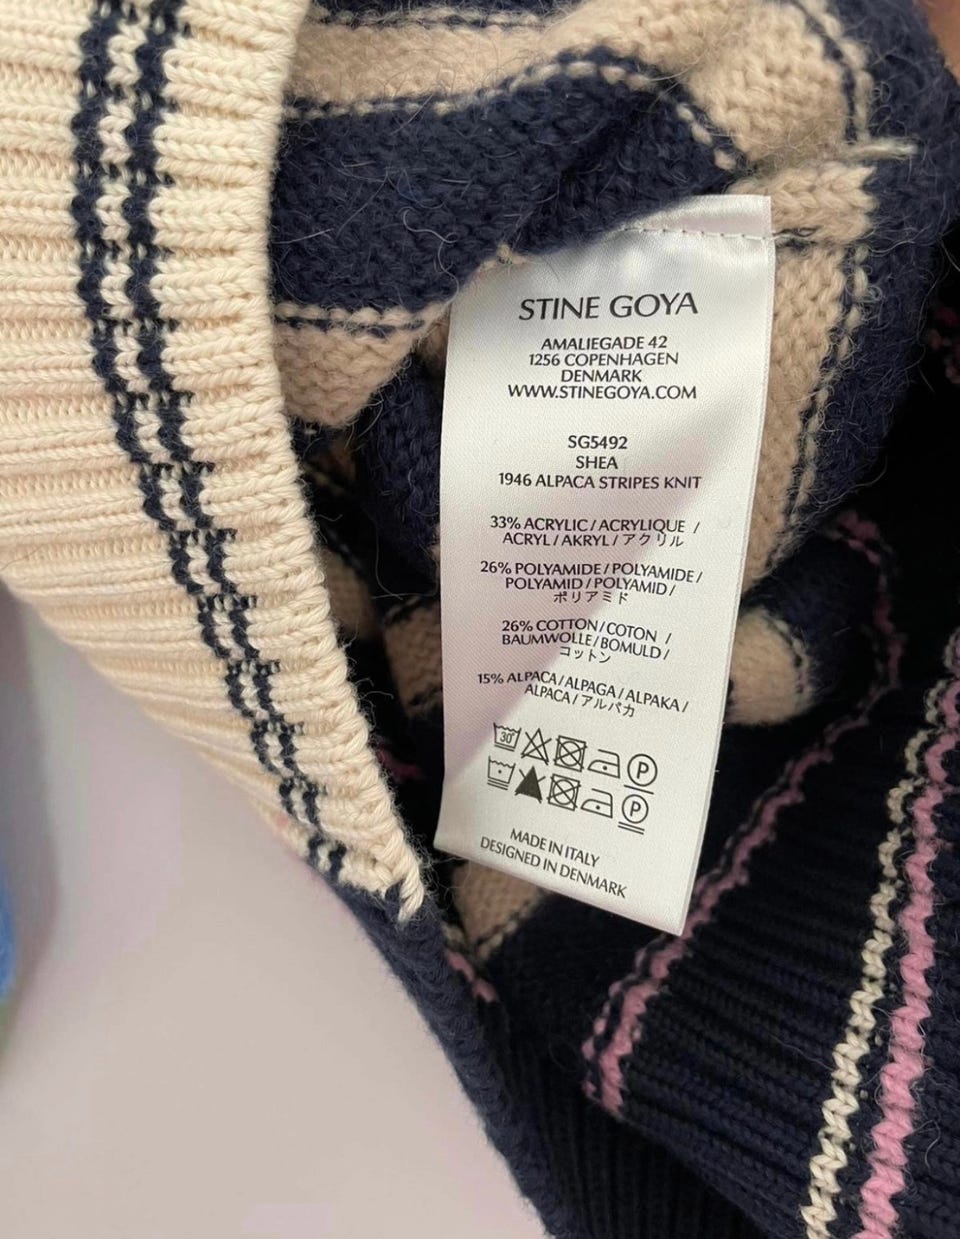 STINE GOYA
AMALIEGADE 42
1256 COPENHAGEN
DENMARK
WWW.STINEGOYA.COM
SG5492
SHEA
1946 ALPACA STRIPES KNIT
33% ACRYLIC / ACRYLIQUE /
ACRYL / AKRYL / アクリル
26% POLYAMIDE / POLYAMIDE /
POLYAMID / POLYAMID /
ポリアミド
26% COTTON / COTON /
BAUMWOLLE / BOMULD /
コットン
15% ALPACA / ALPAGA / ALPAKA /
ALPACA / アルパカ
30 P
P
MADE IN ITALY
DESIGNED IN DENMARK